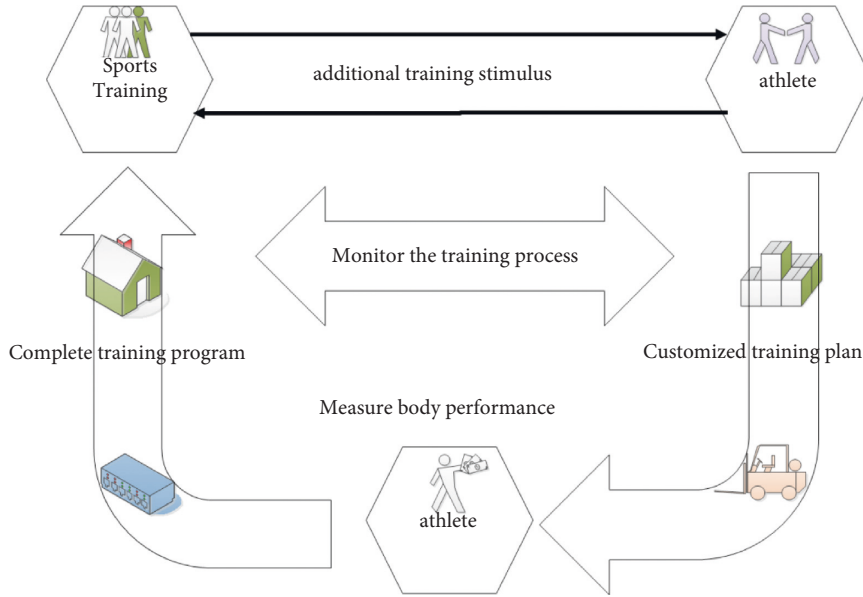 Sports
Training
additional training stimulus
athlete
Monitor the training process
Complete training program
Customized training plan
Measure body performance
athlete